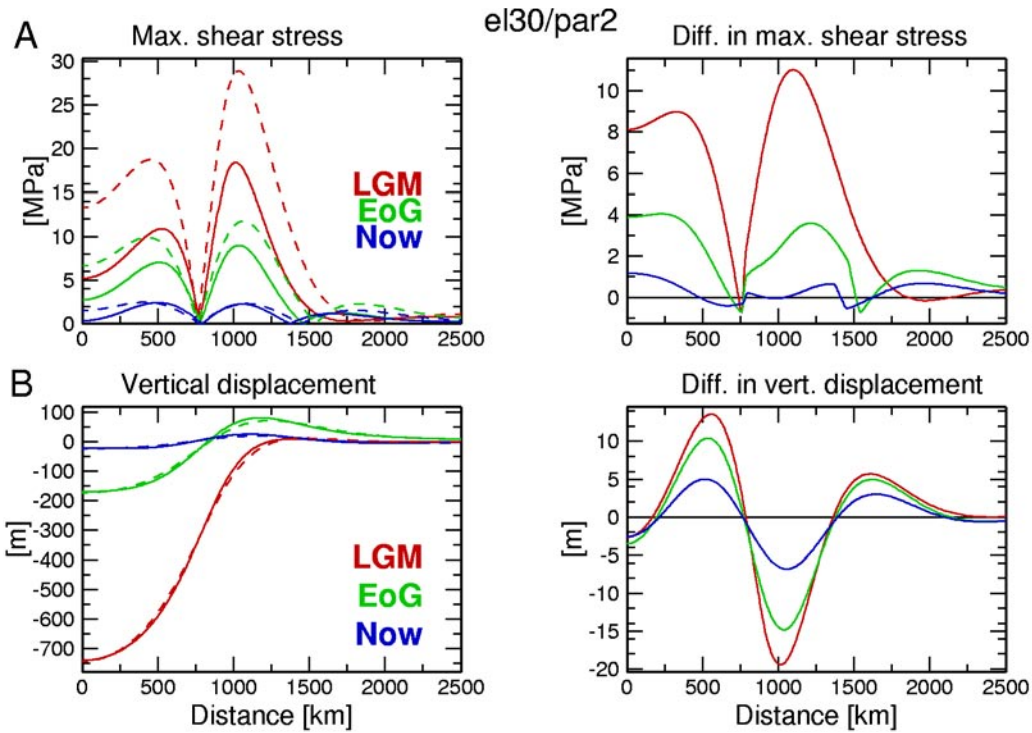 el30/par2
A
Max. shear stress
[MPa]
30
25
20
15
10
5
0
0 500 1000 1500 2000 2500
LGM
EoG
Now
Diff. in max. shear stress
[MPa]
10
8
6
4
2
0
0 500 1000 1500 2000 2500
B
Vertical displacement
[m]
100
0
-100
-200
-300
-400
-500
-600
-700
LGM
EoG
Now
0 500 1000 1500 2000 2500
Distance [km]
Diff. in vert. displacement
[m]
10
5
0
-5
-10
-15
-20
0 500 1000 1500 2000 2500
Distance [km]